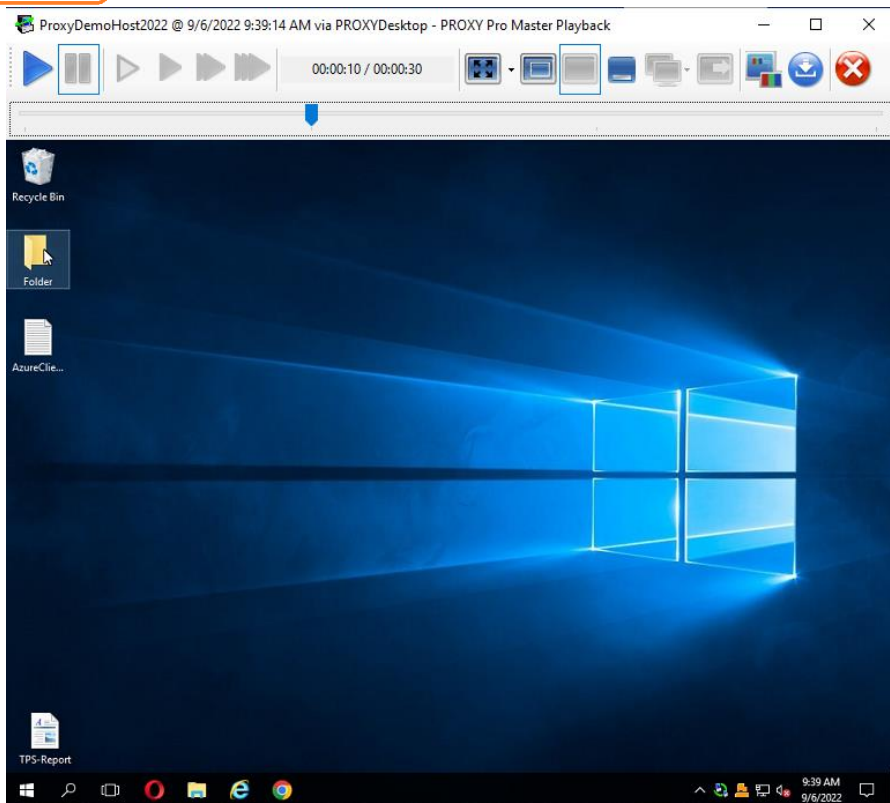 ProxyDemoHost2022 @ 9/6/2022 9:39:14 AM via PROXYDesktop - PROXY Pro Master Playback
00:00:10 / 00:00:30
Recycle Bin
Folder
AzureClie...
TPS-Report
9:39 AM
9/6/2022